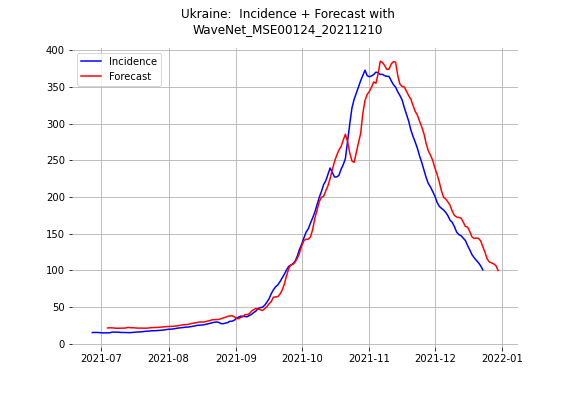 Ukraine:  Incidence + Forecast with
WaveNet_MSE00124_20211210
400
350
300
250
200
150
100
50
0
Incidence
Forecast
2021-07 2021-08 2021-09 2021-10 2021-11 2021-12 2022-01